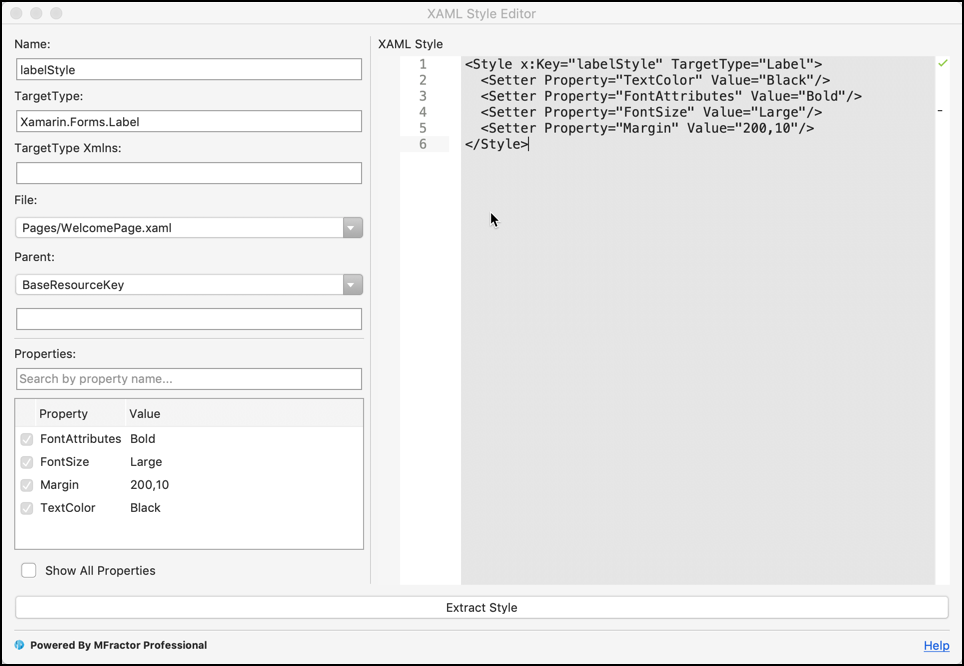 XAML Style Editor
Name:
labelStyle
TargetType:
Xamarin.Forms.Label
TargetType Xmlns:
File:
Pages/WelcomePage.xaml
Parent:
BaseResourceKey
Properties:
Search by property name...
Property Value
FontAttributes Bold
FontSize Large
Margin 200,10
TextColor Black
Show All Properties
XAML Style
1 <Style x:Key="labelStyle" TargetType="Label">
2   <Setter Property="TextColor" Value="Black"/>
3   <Setter Property="FontAttributes" Value="Bold"/>
4   <Setter Property="FontSize" Value="Large"/>
5   <Setter Property="Margin" Value="200,10"/>
6 </Style>
Extract Style
Powered By MFractor Professional
Help